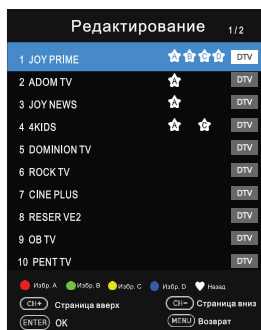 Редактирование 1/2
1 JOY PRIME A B C D DTV
2 ADOM TV A DTV
3 JOY NEWS A DTV
4 4KIDS A C DTV
5 DOMINION TV DTV
6 ROCK TV DTV
7 CINE PLUS DTV
8 RESER VE2 DTV
9 OB TV DTV
10 PENT TV DTV
Избр. A Избр. B Избр. C Избр. D Назад
CH+ Страница вверх CH- Страница вниз
ENTER OK MENU Возврат